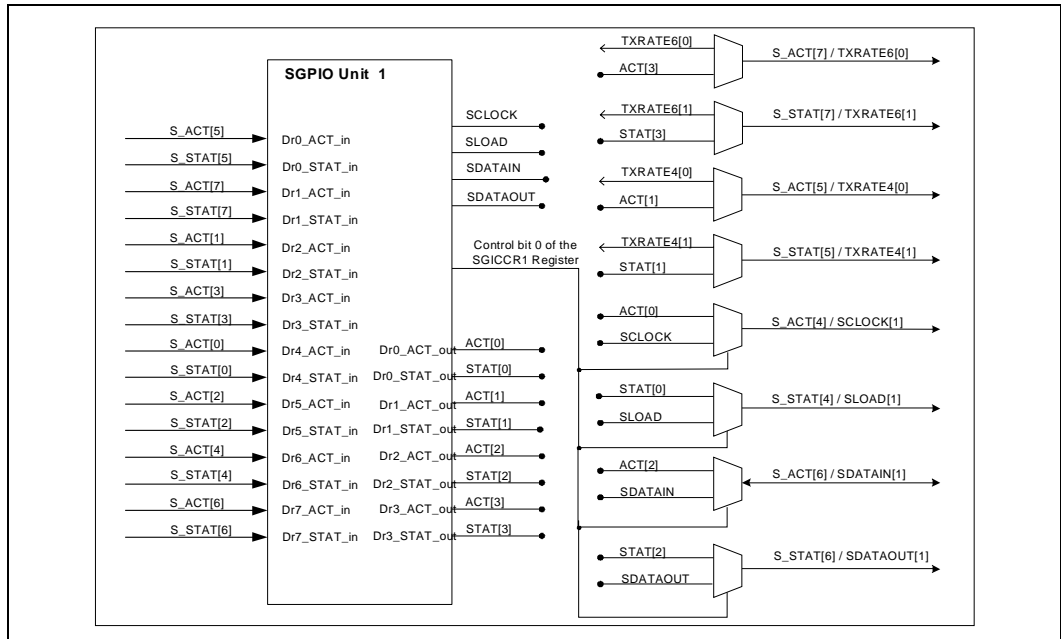 SGPIO Unit 1
S_ACT[5]
S_STAT[5]
S_ACT[7]
S_STAT[7]
S_ACT[1]
S_STAT[1]
S_ACT[3]
S_STAT[3]
S_ACT[0]
S_STAT[0]
S_ACT[2]
S_STAT[2]
S_ACT[4]
S_STAT[4]
S_ACT[6]
S_STAT[6]
Dr0_ACT_in
Dr0_STAT_in
Dr1_ACT_in
Dr1_STAT_in
Dr2_ACT_in
Dr2_STAT_in
Dr3_ACT_in
Dr3_STAT_in
Dr4_ACT_in
Dr4_STAT_in
Dr5_ACT_in
Dr5_STAT_in
Dr6_ACT_in
Dr6_STAT_in
Dr7_ACT_in
Dr7_STAT_in
SCLOCK
SLOAD
SDATAIN
SDATAOUT
Control bit 0 of the
SGICCR1 Register
Dr0_ACT_out ACT[0]
Dr0_STAT_out STAT[0]
Dr1_ACT_out ACT[1]
Dr1_STAT_out STAT[1]
Dr2_ACT_out ACT[2]
Dr2_STAT_out STAT[2]
Dr3_ACT_out ACT[3]
Dr3_STAT_out STAT[3]
TXRATE6[0]
ACT[3]
S_ACT[7] / TXRATE6[0]
TXRATE6[1]
STAT[3]
S_STAT[7] / TXRATE6[1]
TXRATE4[0]
ACT[1]
S_ACT[5] / TXRATE4[0]
TXRATE4[1]
STAT[1]
S_STAT[5] / TXRATE4[1]
ACT[0]
SCLOCK
S_ACT[4] / SCLOCK[1]
STAT[0]
SLOAD
S_STAT[4] / SLOAD[1]
ACT[2]
SDATAIN
S_ACT[6] / SDATAIN[1]
STAT[2]
SDATAOUT
S_STAT[6] / SDATAOUT[1]